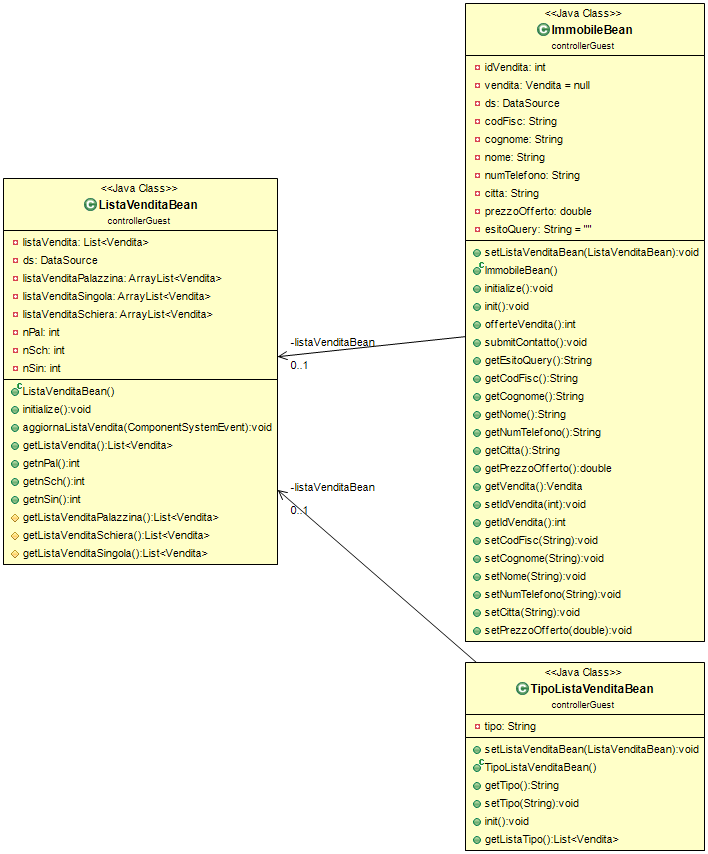 <<Java Class>>
ImmobileBean
controllerGuest
idVendita: int
vendita: Vendita = null
ds: DataSource
codFisc: String
cognome: String
nome: String
numTelefono: String
citta: String
prezzoOfferto: double
esitoQuery: String = ""
setListaVenditaBean(ListaVenditaBean):void
ImmobileBean()
initialize():void
init():void
offerteVendita():int
submitContatto():void
getEsitoQuery():String
getCodFisc():String
getCognome():String
getNome():String
getNumTelefono():String
getCitta():String
getPrezzoOfferto():double
getVendita():Vendita
setIdVendita(int):void
getIdVendita():int
setCodFisc(String):void
setCognome(String):void
setNome(String):void
setNumTelefono(String):void
setCitta(String):void
setPrezzoOfferto(double):void
<<Java Class>>
ListaVenditaBean
controllerGuest
listaVendita: List<Vendita>
ds: DataSource
listaVenditaPalazzina: ArrayList<Vendita>
listaVenditaSingola: ArrayList<Vendita>
listaVenditaSchiera: ArrayList<Vendita>
nPal: int
nSch: int
nSin: int
ListaVenditaBean()
initialize():void
aggiornaListaVendita(ComponentSystemEvent):void
getListaVendita():List<Vendita>
getnPal():int
getnSch():int
getnSin():int
getListaVenditaPalazzina():List<Vendita>
getListaVenditaSchiera():List<Vendita>
getListaVenditaSingola():List<Vendita>
-listaVenditaBean
0..1
-listaVenditaBean
0..1
<<Java Class>>
TipoListaVenditaBean
controllerGuest
tipo: String
setListaVenditaBean(ListaVenditaBean):void
TipoListaVenditaBean()
getTipo():String
setTipo(String):void
init():void
getListaTipo():List<Vendita>